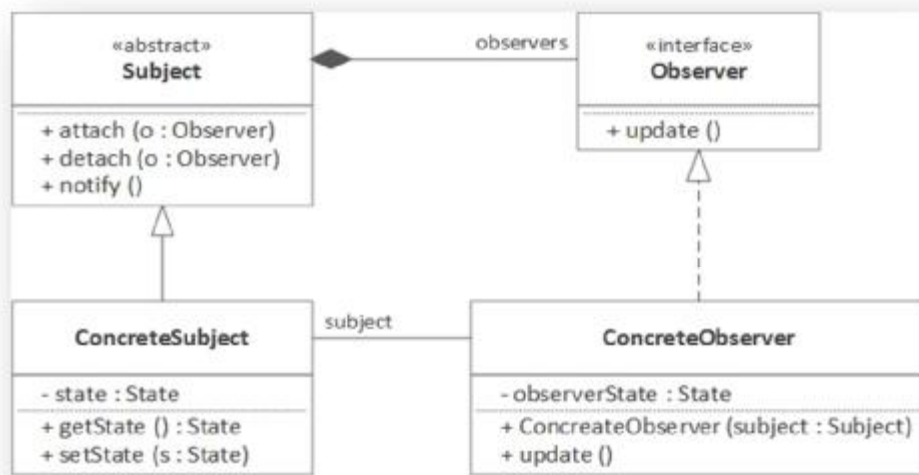 «abstract»
Subject
+ attach (o : Observer)
+ detach (o : Observer)
+ notify ()
observers
«interface»
Observer
+ update ()
ConcreteSubject
- state : State
+ getState () : State
+ setState (s : State)
subject
ConcreteObserver
- observerState : State
+ ConcreateObserver (subject : Subject)
+ update ()